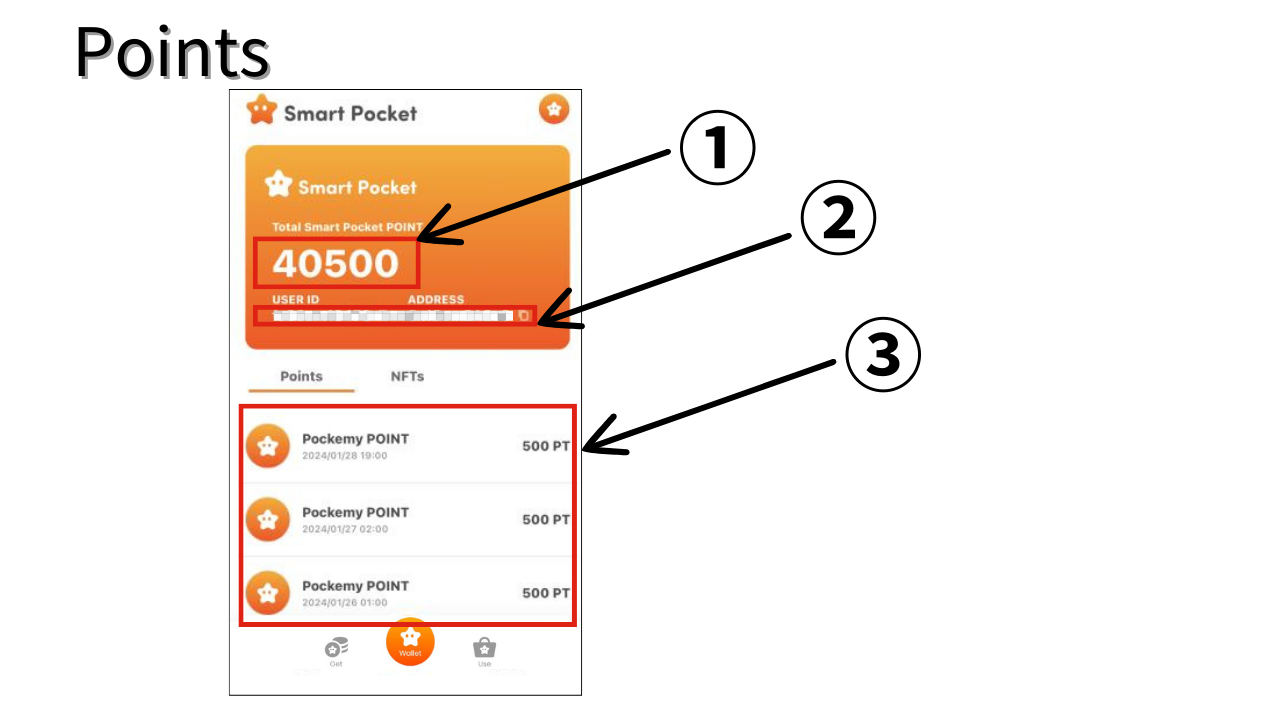 Points
Smart Pocket
①
Smart Pocket
②
Total Smart Pocket POINT
40500
USER ID ADDRESS
Points NFTs
③
Pockemy POINT 500 PT
2024/01/28 19:00
Pockemy POINT 500 PT
2024/01/27 02:00
Pockemy POINT 500 PT
2024/01/26 01:00
Wallet
Get Use